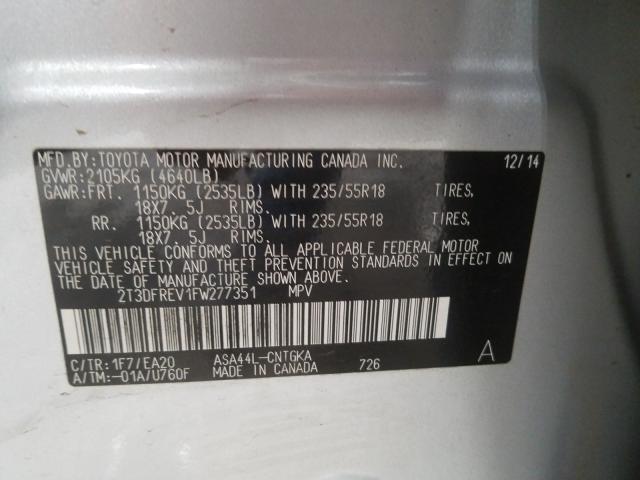 MFD.BY:TOYOTA MOTOR MANUFACTURING CANADA INC. 12/14
GVWR:2105KG (4640LB)
GAWR:FRT. 1150KG (2535LB) WITH 235/55R18 TIRES,
18X7. 5J RIMS.
RR. 1150KG (2535LB) WITH 235/55R18 TIRES,
18X7. 5J RIMS.
THIS VEHICLE CONFORMS TO ALL APPLICABLE FEDERAL MOTOR
VEHICLE SAFETY AND THEFT PREVENTION STANDARDS IN EFFECT ON
THE DATE OF MANUFACTURE SHOWN ABOVE.
2T3DFREV1FW277351 MPV
C/TR:1F7/EA20 ASA44L-CNTGKA A
A/TM:-01A/U760F MADE IN CANADA 726